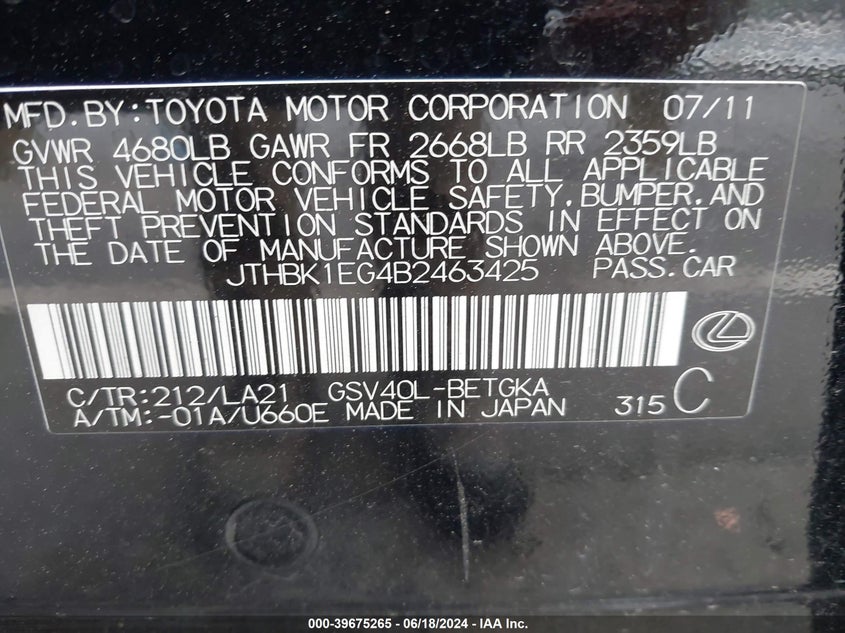 MFD.BY:TOYOTA MOTOR CORPORATION 07/11
GVWR 4680LB GAWR FR 2668LB RR 2359LB
THIS VEHICLE CONFORMS TO ALL APPLICABLE
FEDERAL MOTOR VEHICLE SAFETY,BUMPER,AND
THEFT PREVENTION STANDARDS IN EFFECT ON
THE DATE OF MANUFACTURE SHOWN ABOVE.
JTHBK1EG4B2463425 PASS.CAR
C/TR:212/LA21 GSV40L-BETGKA
A/TM:-01A/U660E MADE IN JAPAN 315 C
000-39675265 - 06/18/2024 - IAA Inc.